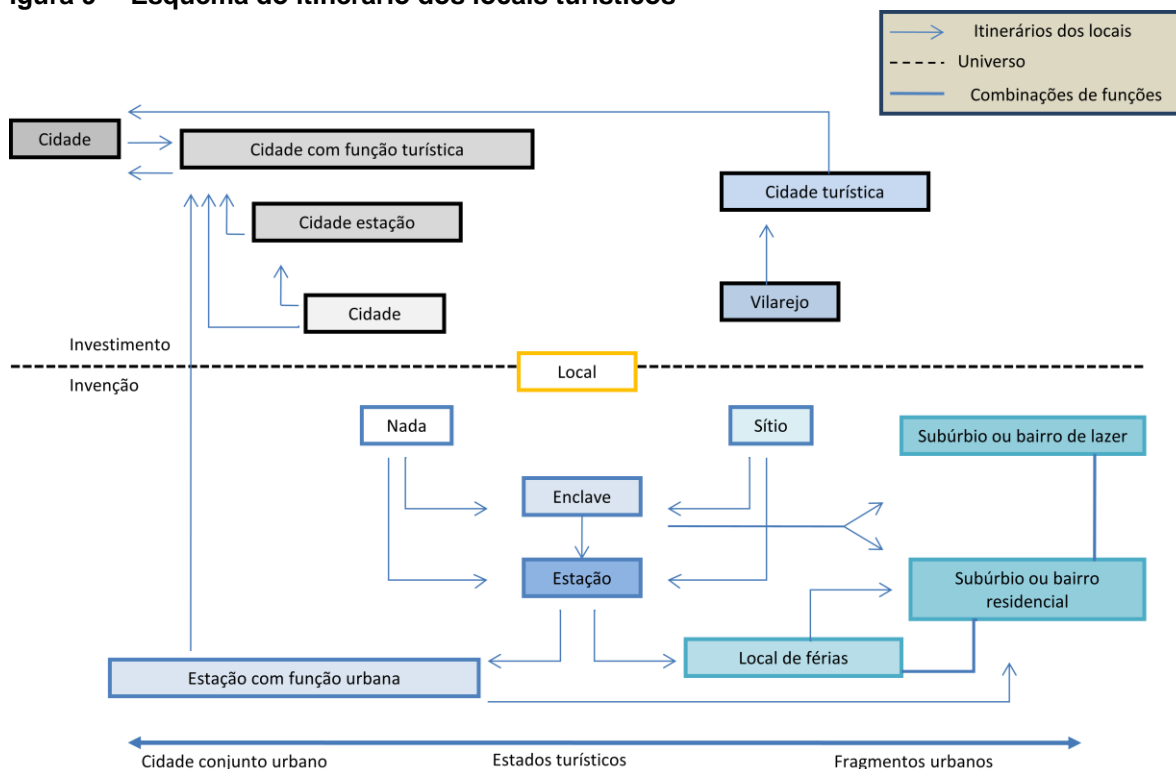 igura 9 – Esquema do itinerário dos locais turísticos
Itinerários dos locais
Universo
Combinações de funções
Cidade
Cidade com função turística
Cidade turística
Cidade estação
Cidade
Vilarejo
Investimento
Local
Invenção
Nada
Sítio
Subúrbio ou bairro de lazer
Enclave
Estação
Subúrbio ou bairro
residencial
Local de férias
Estação com função urbana
Cidade conjunto urbano
Estados turísticos
Fragmentos urbanos